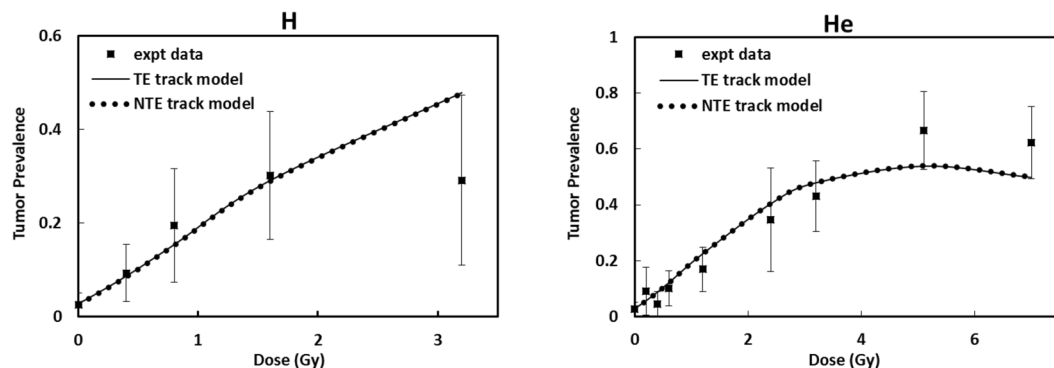 H
0.6
expt data
TE track model
NTE track model
0.4
Tumor Prevalence
0.2
0
0
1
2
3
Dose (Gy)
He
1
expt data
TE track model
NTE track model
0.8
0.6
Tumor Prevalence
0.4
0.2
0
0
2
4
6
Dose (Gy)